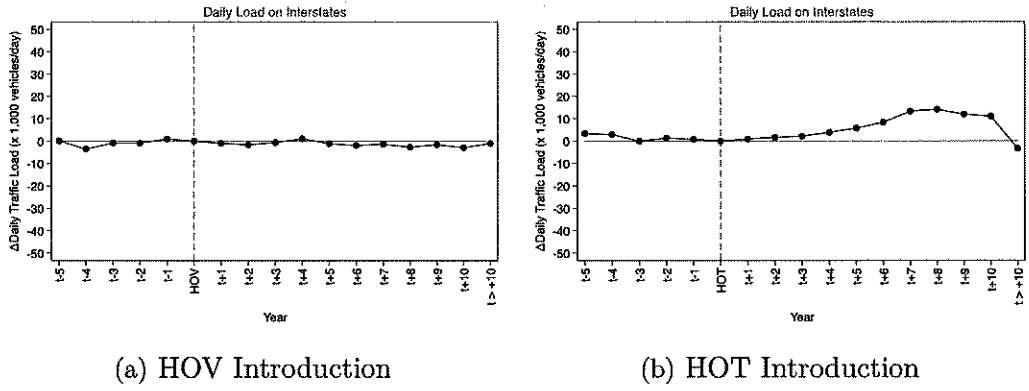 Daily Load on Interstates
ΔDaily Traffic Load (x 1,000 vehicles/day)
50
40
30
20
10
0
-10
-20
-30
-40
-50
t-5
t-4
t-3
t-2
t-1
HOV
t+1
t+2
t+3
t+4
t+5
t+6
t+7
t+8
t+9
t+10
t > +10
Year
(a) HOV Introduction
Daily Load on Interstates
ΔDaily Traffic Load (x 1,000 vehicles/day)
50
40
30
20
10
0
-10
-20
-30
-40
-50
t-5
t-4
t-3
t-2
t-1
HOT
t+1
t+2
t+3
t+4
t+5
t+6
t+7
t+8
t+9
t+10
t > +10
Year
(b) HOT Introduction